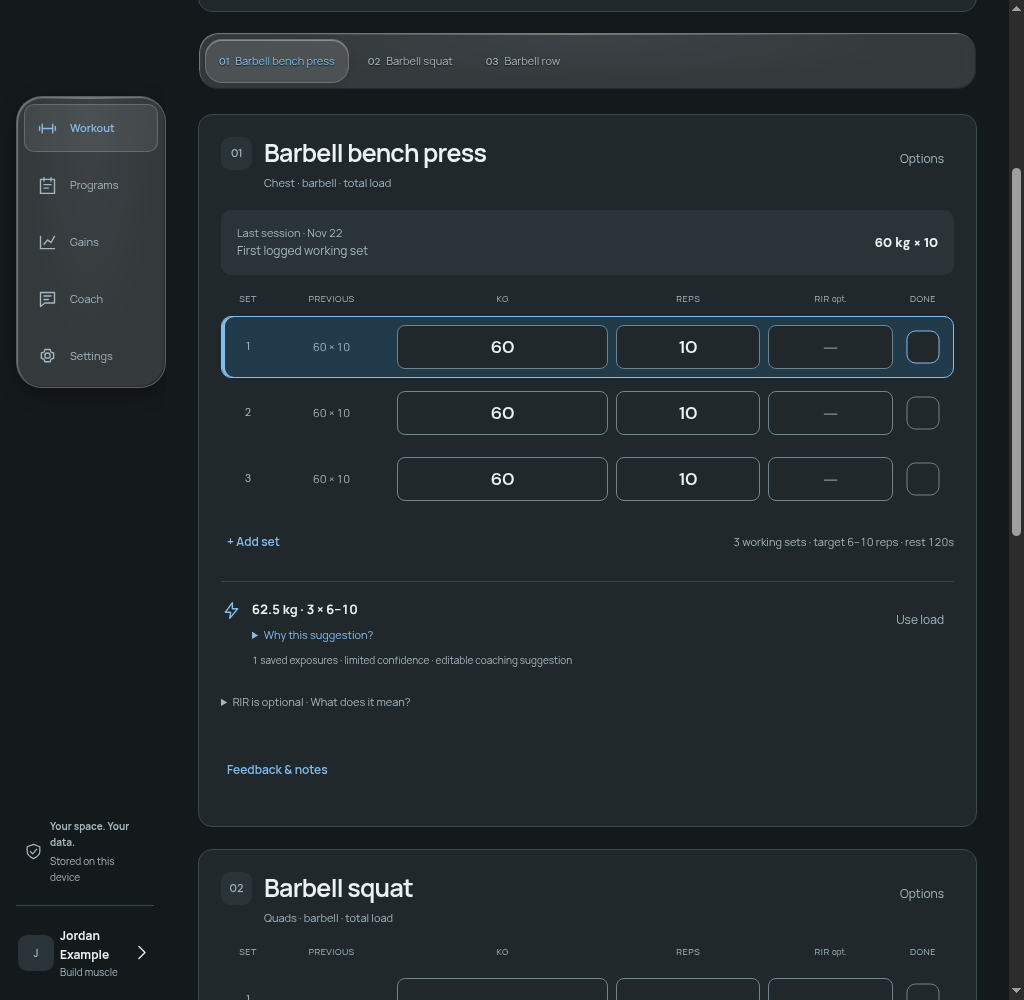 01 Barbell bench press
02 Barbell squat
03 Barbell row
Workout
Programs
Gains
Coach
Settings
Your space. Your
data.
Stored on this
device
J
Jordan
Example
Build muscle
01
Barbell bench press
Options
Chest · barbell · total load
Last session · Nov 22
First logged working set
60 kg × 10
SET PREVIOUS KG REPS RIR opt. DONE
1 60 × 10 60 10 —
2 60 × 10 60 10 —
3 60 × 10 60 10 —
+ Add set
3 working sets · target 6–10 reps · rest 120s
62.5 kg · 3 × 6–10
Use load
Why this suggestion?
1 saved exposures · limited confidence · editable coaching suggestion
RIR is optional · What does it mean?
Feedback & notes
02
Barbell squat
Options
Quads · barbell · total load
SET PREVIOUS KG REPS RIR opt. DONE
1